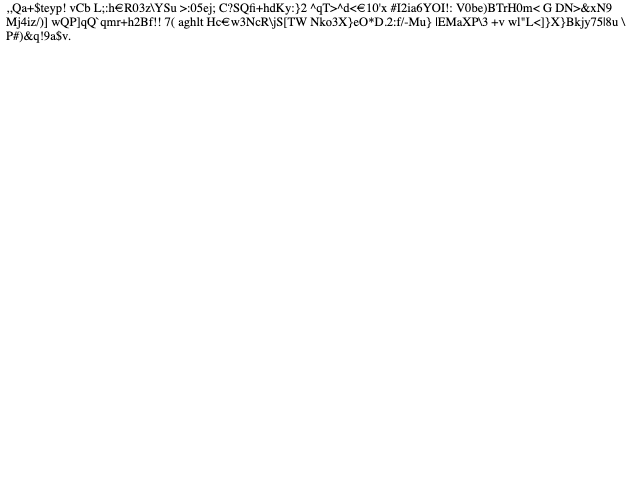 ,,Qa+$teyp! vCb L;:h€R03z\YSu >:05ej; C?SQfi+hdKy:}2 ^qT>^d<€10'x #I2ia6YOI!: V0be)BTrH0m< G DN>&xN9
Mj4iz/)] wQP]qQ`qmr+h2Bf!! 7( aghlt Hc€w3NcR\jS[TW Nko3X}eO*D.2:f/-Mu} lEMaXP\3 +v wl"L<]}X}Bkjy75|8u \
P#)&q!9a$v.